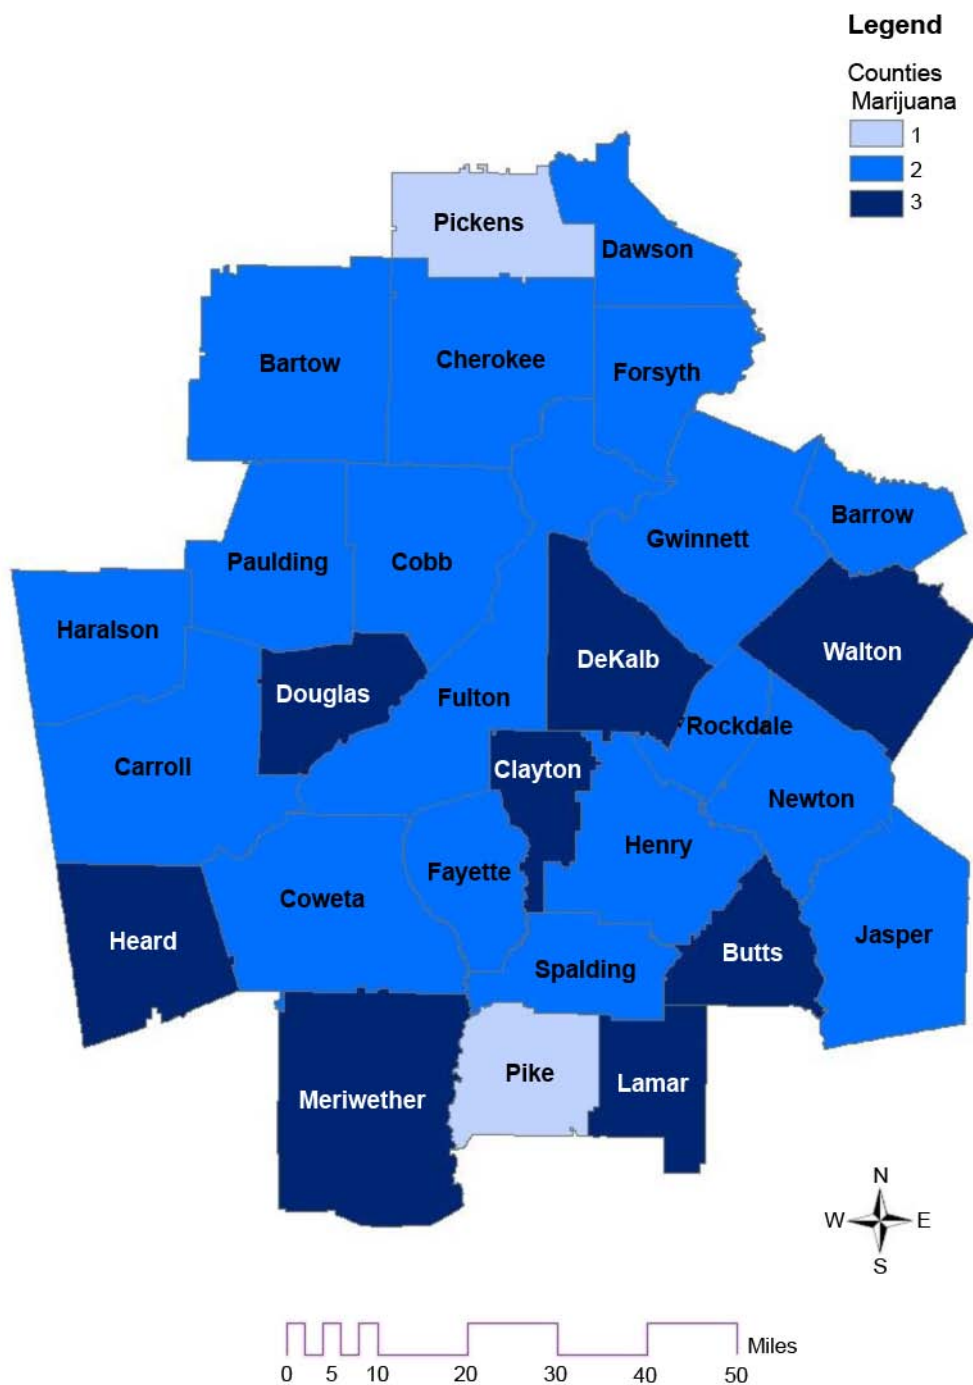 Legend
Counties
Marijuana
1
2
3
Pickens
Dawson
Bartow
Cherokee
Forsyth
Barrow
Gwinnett
Paulding
Cobb
Haralson
Walton
DeKalb
Douglas
Fulton
Rockdale
Carroll
Clayton
Newton
Henry
Fayette
Coweta
Jasper
Heard
Butts
Spalding
Pike
Lamar
Meriwether
N
W E
S
Miles
0 5 10 20 30 40 50